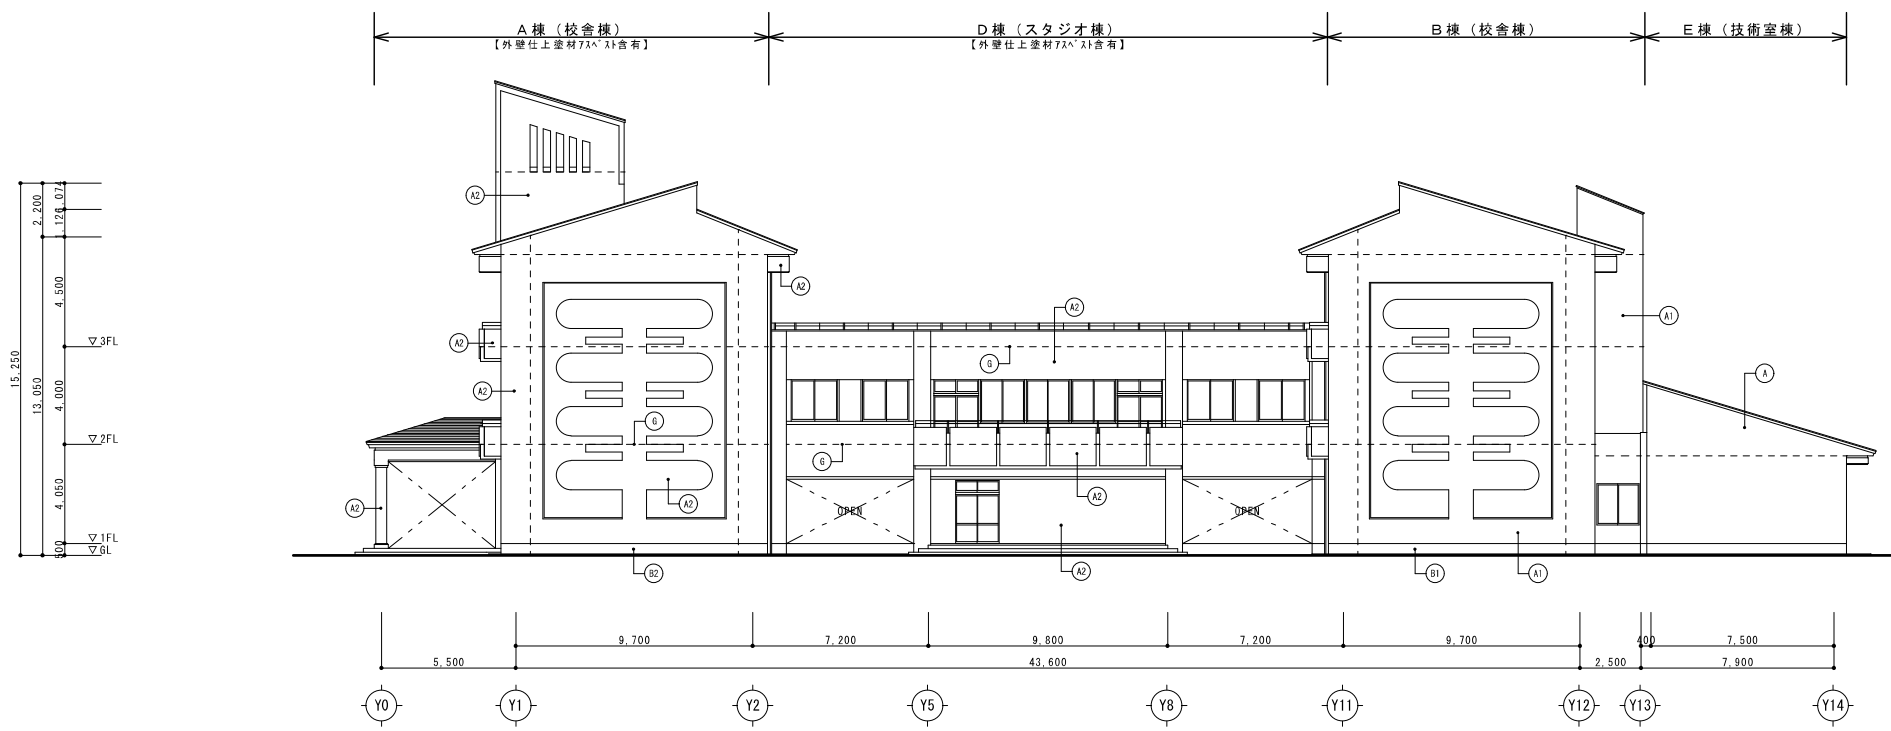 A棟（校舎棟）
【外壁仕上塗材ｱｽﾍﾞｽﾄ含有】
D棟（スタジオ棟）
【外壁仕上塗材ｱｽﾍﾞｽﾄ含有】
B棟（校舎棟）
E棟（技術室棟）
A2
A2
A2
A1
A2
G
A2
A2
A
G
G
A2
A2
A2
A2
OPEN
OPEN
A2
B2
B1
A1
15,250
2,200
13,050
1,126.074
4,500
4,000
4,050
500
▽3FL
▽2FL
▽1FL
▽GL
9,700
7,200
9,800
7,200
9,700
400
7,500
5,500
43,600
2,500
7,900
Y0
Y1
Y2
Y5
Y8
Y11
Y12
Y13
Y14